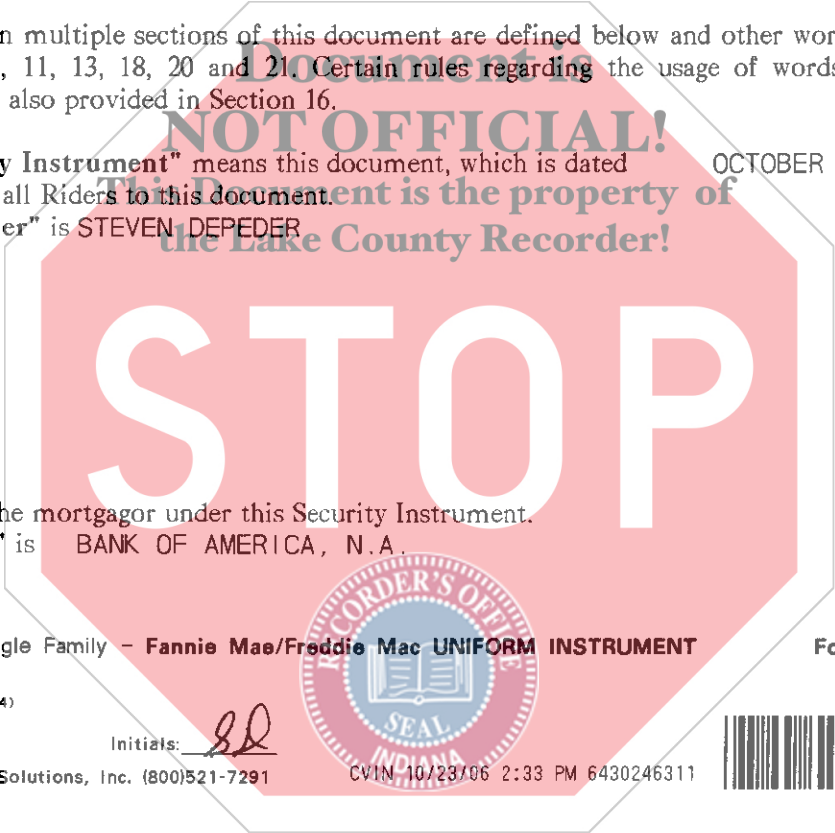 n multiple sections of this document are defined below and other wor
, 11, 13, 18, 20 and 21. Certain rules regarding the usage of words
also provided in Section 16.
Document is
NOT OFFICIAL!
This Document is the property of
the Lake County Recorder!
y Instrument" means this document, which is dated OCTOBER
all Riders to this document.
er" is STEVEN DEPEDER
STOP
he mortgagor under this Security Instrument.
" is BANK OF AMERICA, N.A.
RECORDER'S OFFICE
SEAL
INDIANA
gle Family – Fannie Mae/Freddie Mac UNIFORM INSTRUMENT Fo
4)
Initials: SD
Solutions, Inc. (800)521-7291 CVIN 10/23/06 2:33 PM 6430246311